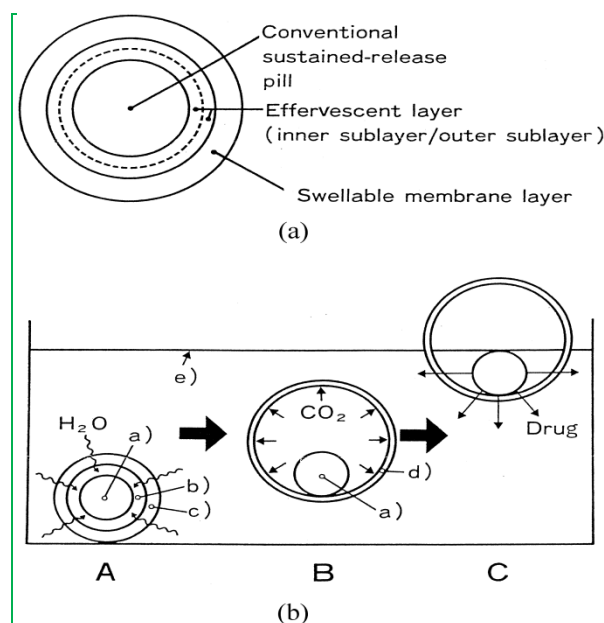 Conventional
sustained-release
pill
Effervescent layer
(inner sublayer/outer sublayer)
Swellable membrane layer
(a)
H₂O
a)
b)
c)
e)
CO₂
d)
a)
Drug
A
B
C
(b)